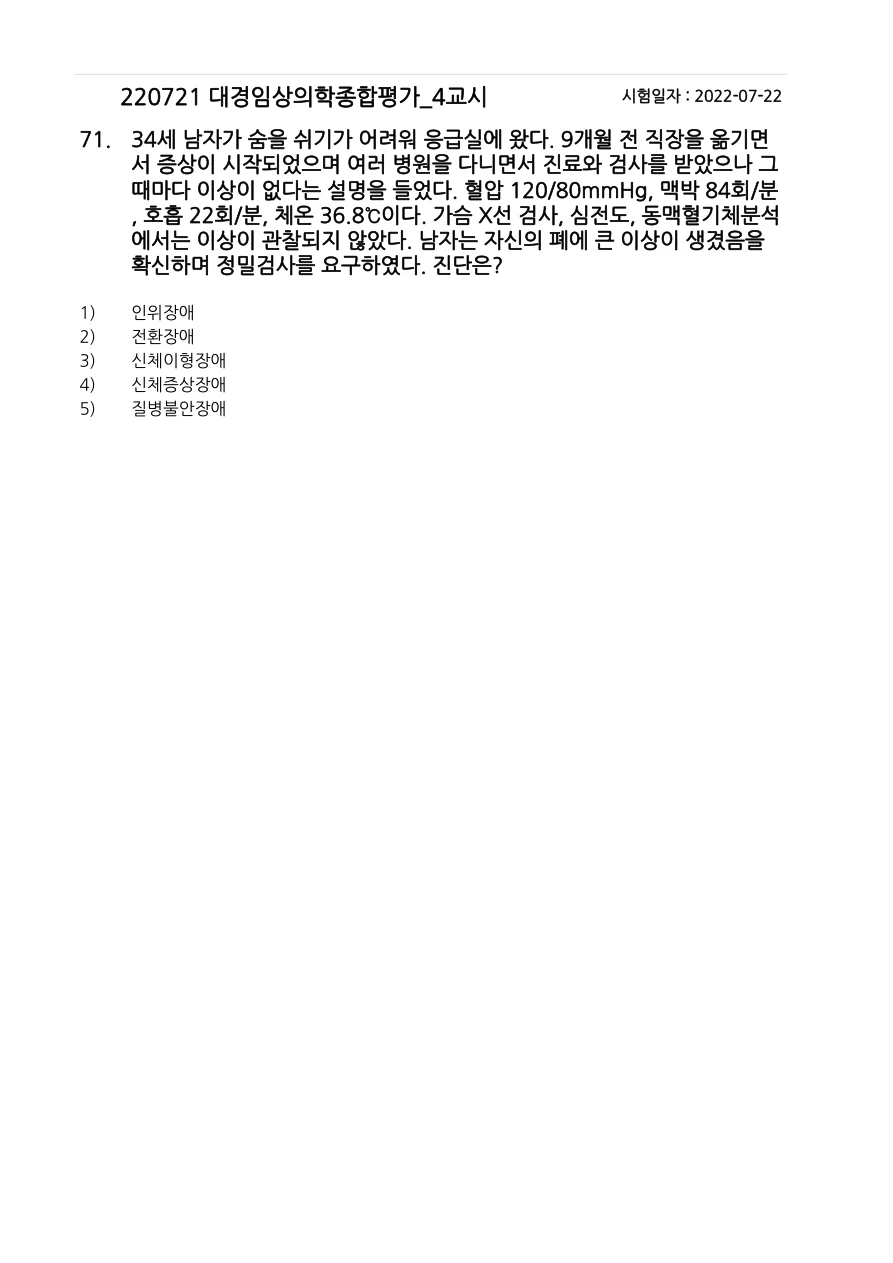 220721 대경임상의학종합평가_4교시 시험일자 : 2022-07-22
71. 34세 남자가 숨을 쉬기가 어려워 응급실에 왔다. 9개월 전 직장을 옮기면
서 증상이 시작되었으며 여러 병원을 다니면서 진료와 검사를 받았으나 그
때마다 이상이 없다는 설명을 들었다. 혈압 120/80mmHg, 맥박 84회/분
, 호흡 22회/분, 체온 36.8℃이다. 가슴 X선 검사, 심전도, 동맥혈기체분석
에서는 이상이 관찰되지 않았다. 남자는 자신의 폐에 큰 이상이 생겼음을
확신하며 정밀검사를 요구하였다. 진단은?
1) 인위장애
2) 전환장애
3) 신체이형장애
4) 신체증상장애
5) 질병불안장애